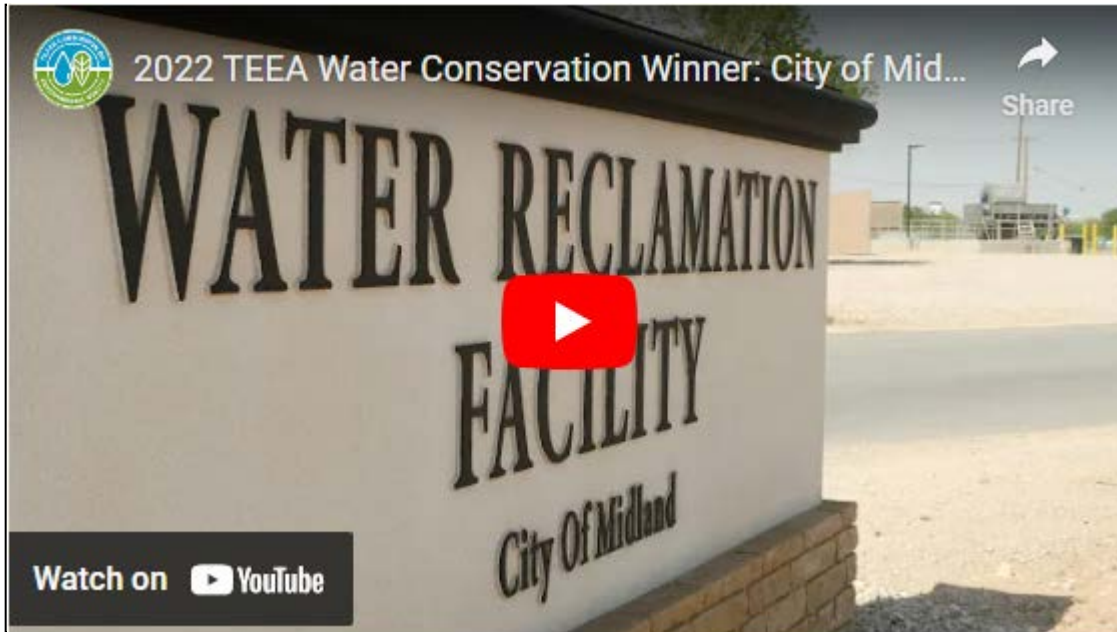 2022 TEEA Water Conservation Winner: City of Mid...
Share
WATER RECLAMATION
FACILITY
City Of Midland
Watch on YouTube